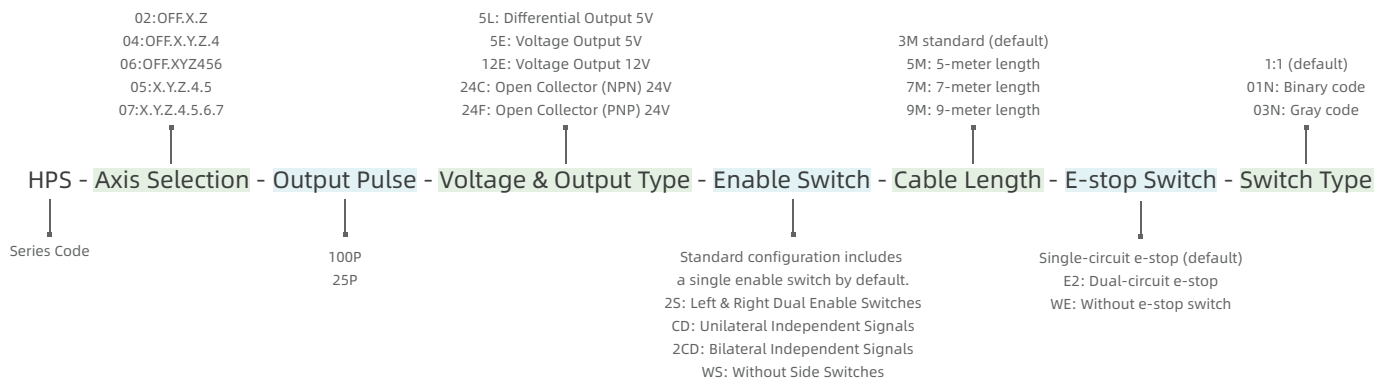 02:OFF.X.Z
04:OFF.X.Y.Z.4
06:OFF.XYZ456
05:X.Y.Z.4.5
07:X.Y.Z.4.5.6.7
5L: Differential Output 5V
5E: Voltage Output 5V
12E: Voltage Output 12V
24C: Open Collector (NPN) 24V
24F: Open Collector (PNP) 24V
3M standard (default)
5M: 5-meter length
7M: 7-meter length
9M: 9-meter length
1:1 (default)
01N: Binary code
03N: Gray code
HPS - Axis Selection - Output Pulse - Voltage & Output Type - Enable Switch - Cable Length - E-stop Switch - Switch Type
Series Code
100P
25P
Standard configuration includes
a single enable switch by default.
2S: Left & Right Dual Enable Switches
CD: Unilateral Independent Signals
2CD: Bilateral Independent Signals
WS: Without Side Switches
Single-circuit e-stop (default)
E2: Dual-circuit e-stop
WE: Without e-stop switch